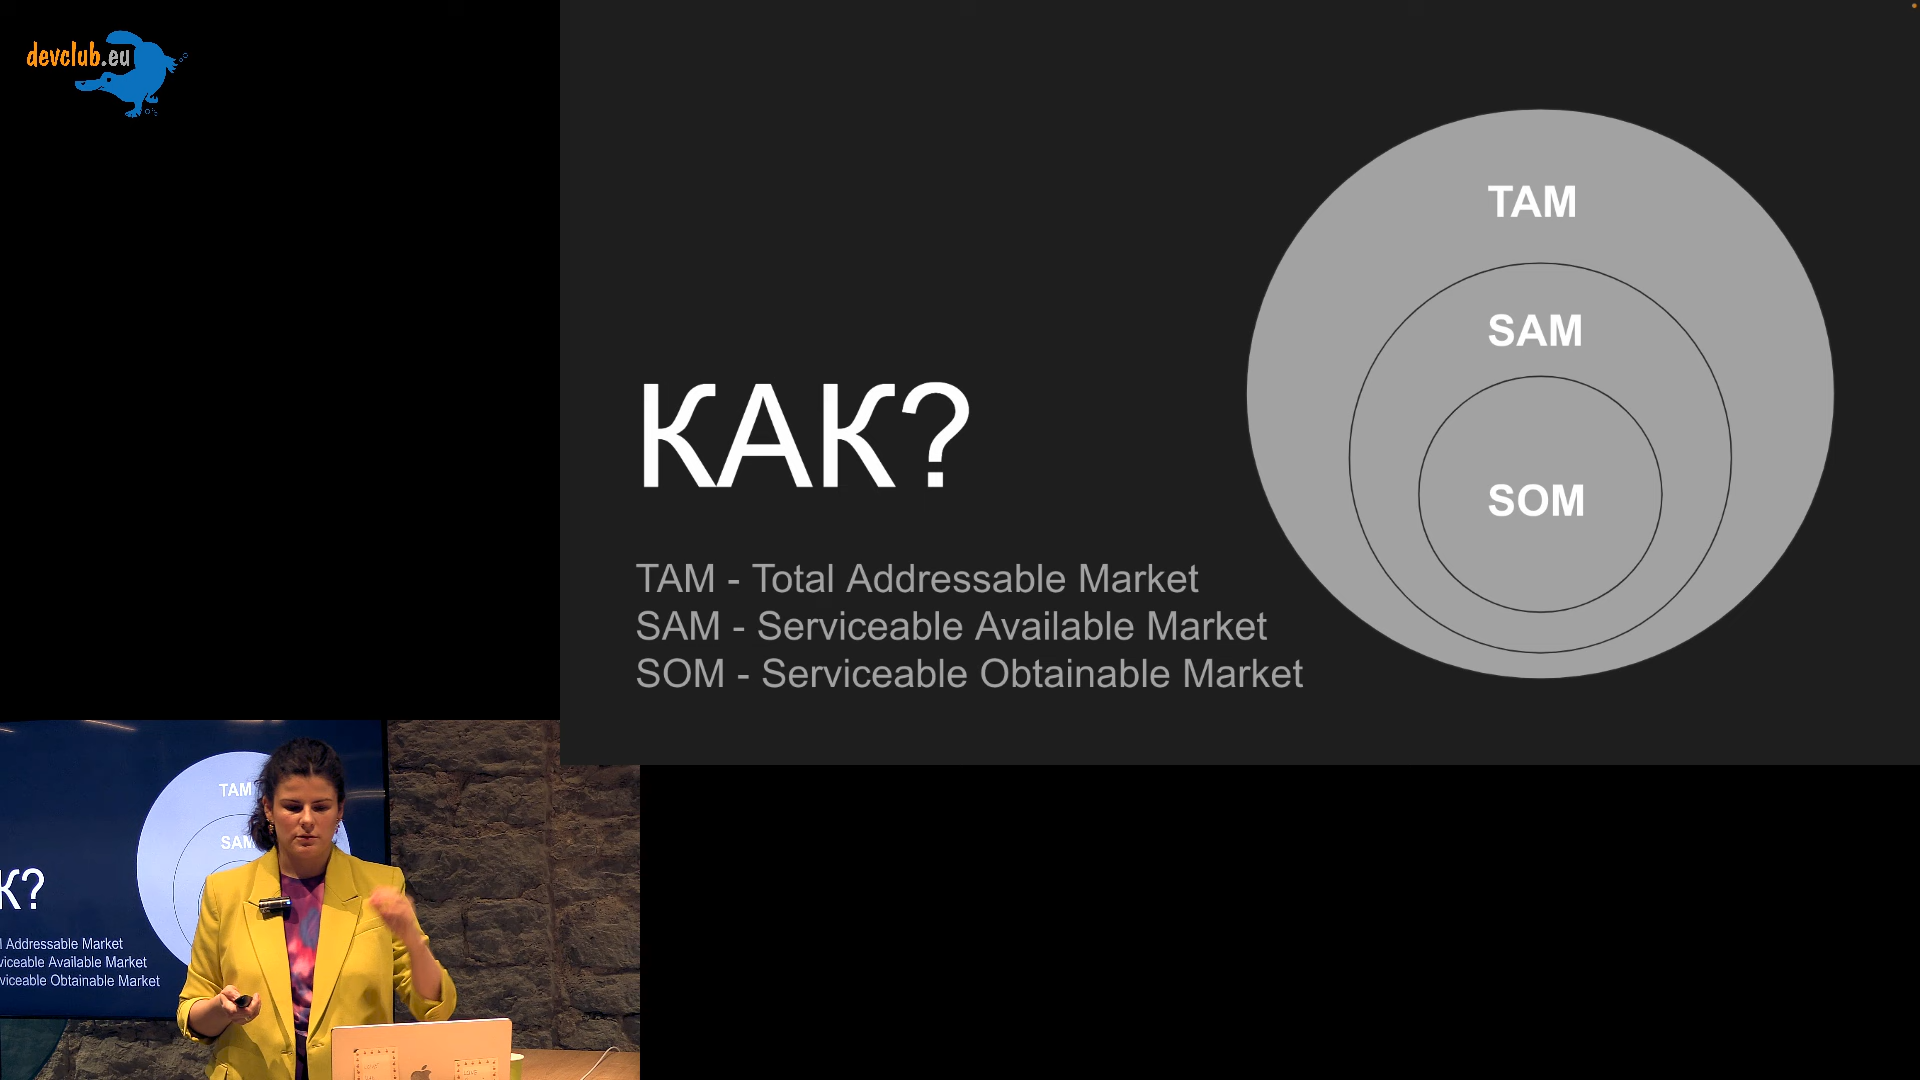 devclub.eu
TAM
SAM
SOM
КАК?
TAM - Total Addressable Market
SAM - Serviceable Available Market
SOM - Serviceable Obtainable Market
TAM
SAM
К?
Addressable Market
viceable Available Market
viceable Obtainable Market